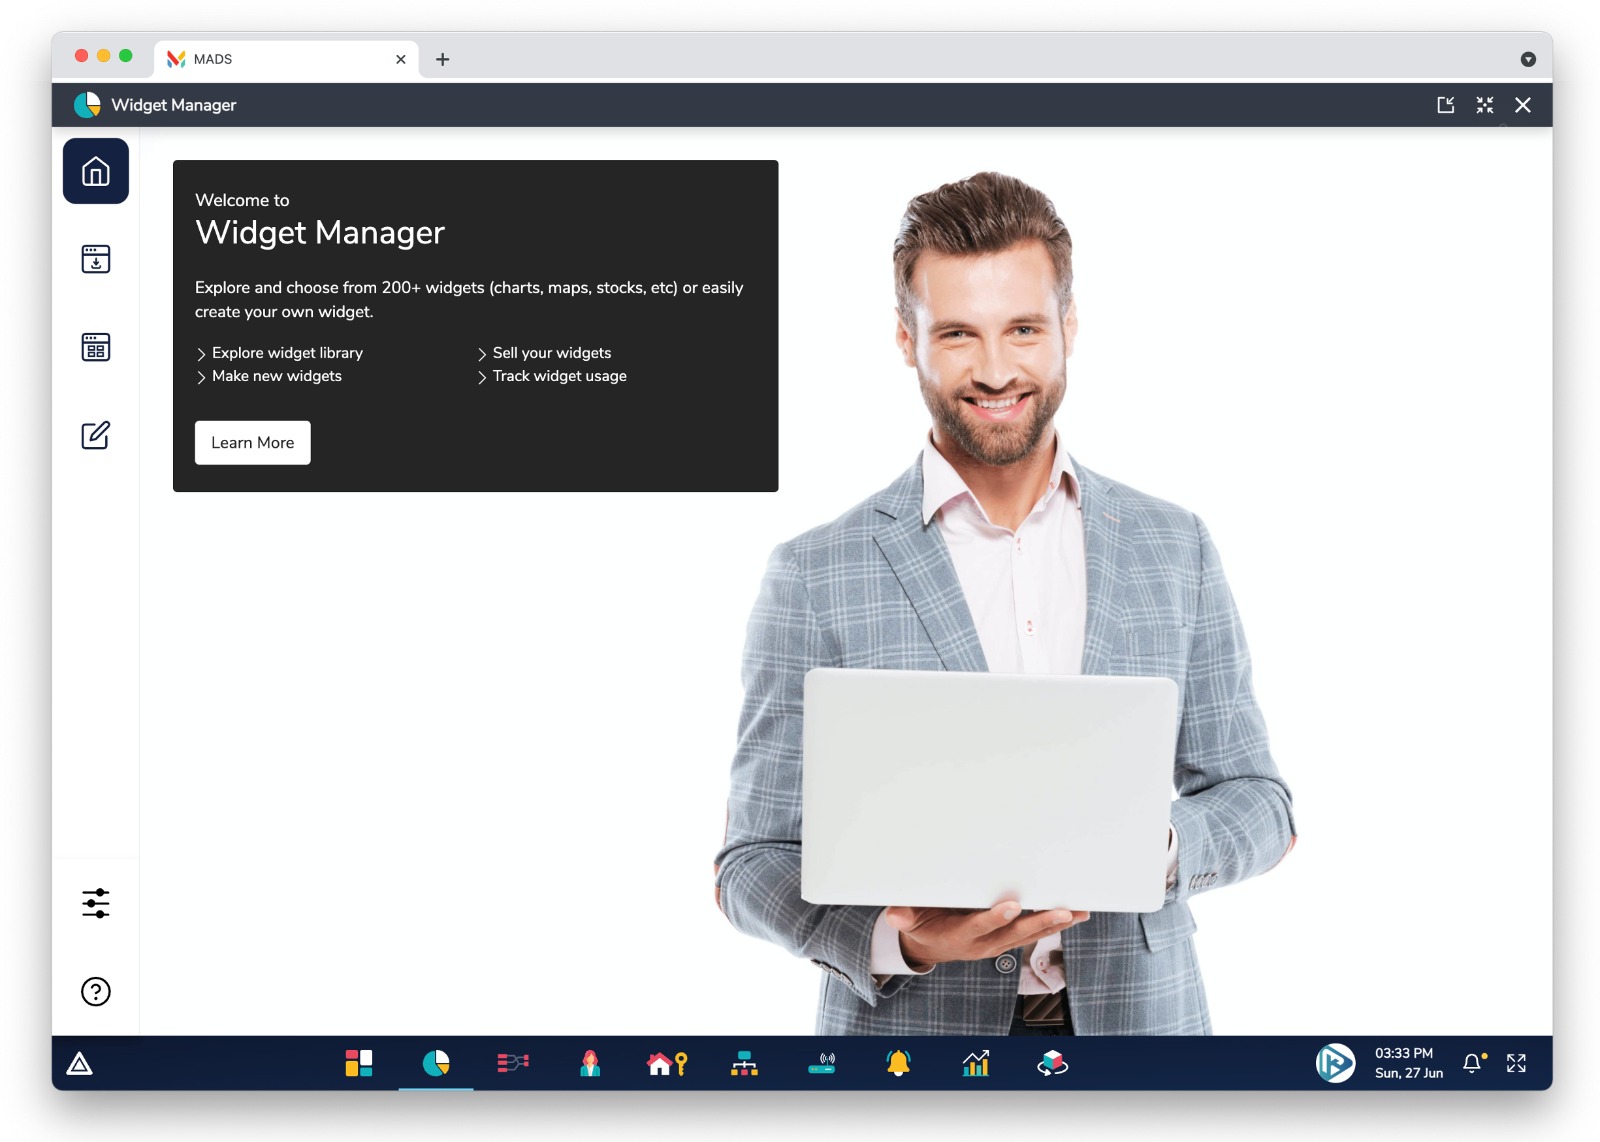 MADS
Widget Manager
Welcome to
Widget Manager
Explore and choose from 200+ widgets (charts, maps, stocks, etc) or easily
create your own widget.
Explore widget library
Sell your widgets
Make new widgets
Track widget usage
Learn More
03:33 PM
Sun, 27 Jun